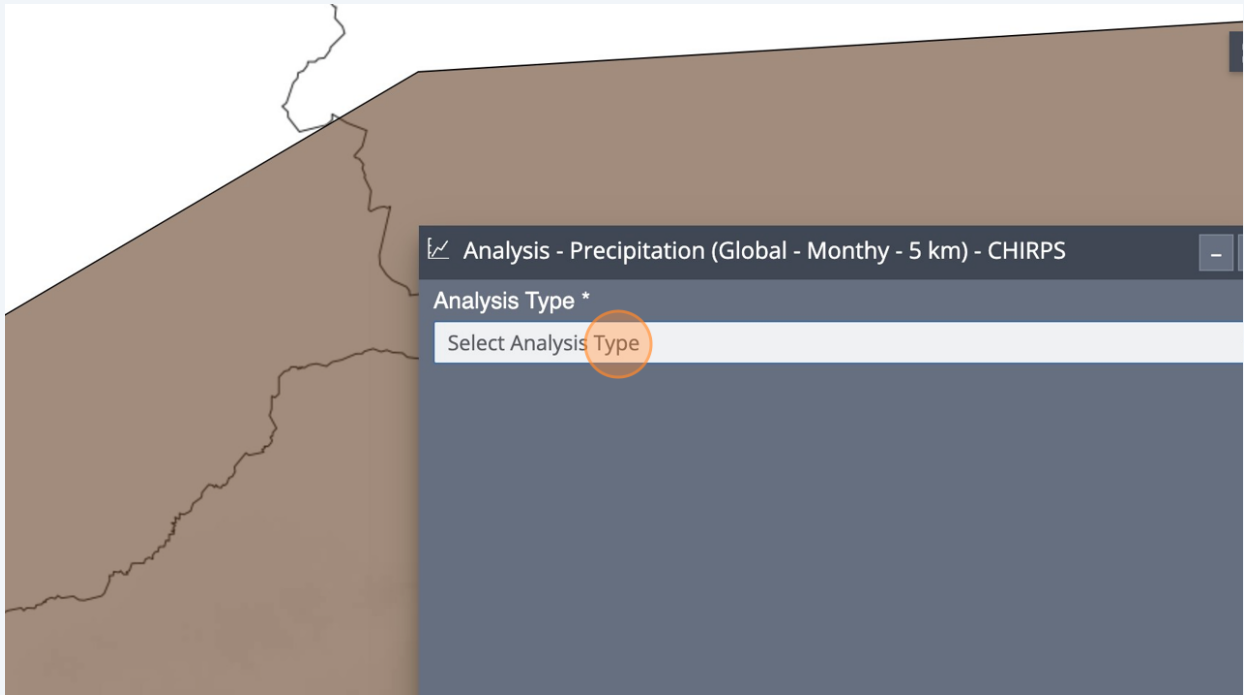 Analysis - Precipitation (Global - Monthy - 5 km) - CHIRPS
Analysis Type *
Select Analysis Type